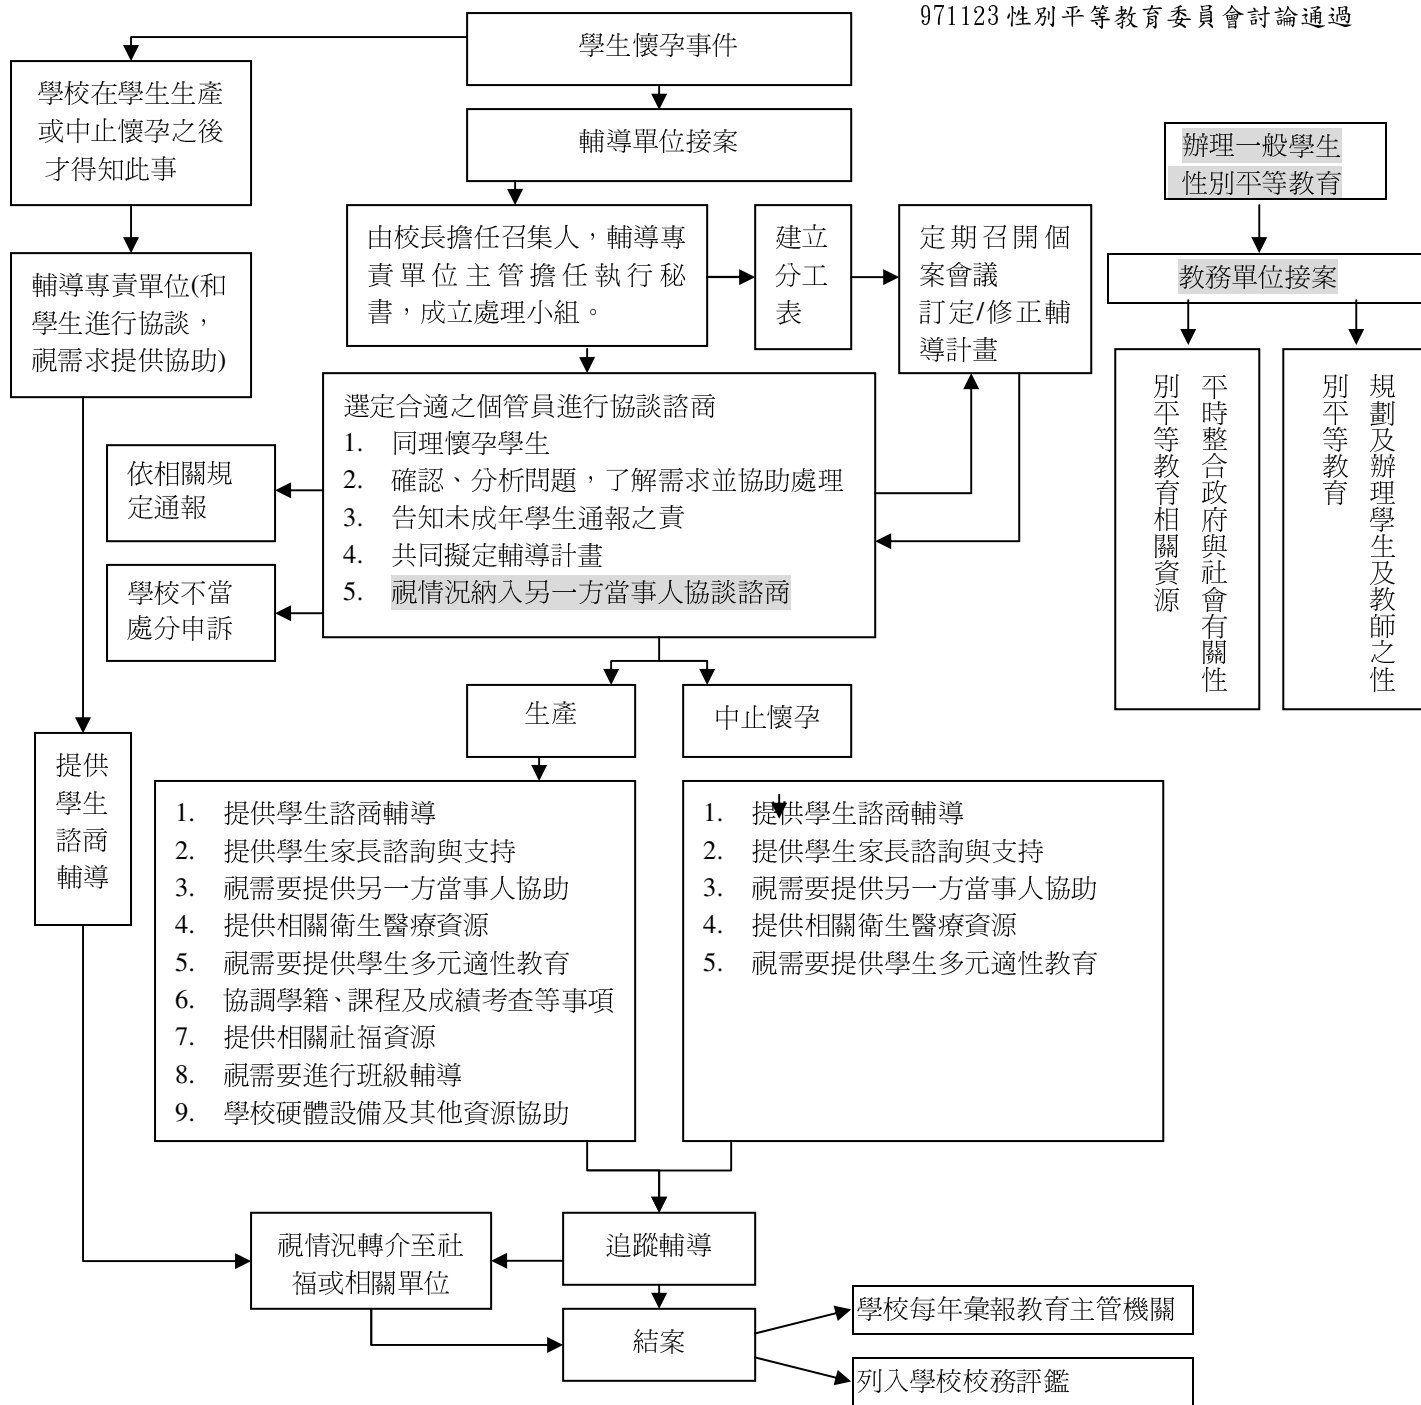 971123 性別平等教育委員會討論通過
學生懷孕事件
學校在學生生產
或中止懷孕之後
才得知此事
輔導單位接案
辦理一般學生
性別平等教育
由校長擔任召集人，輔導專
責單位主管擔任執行秘
書，成立處理小組。
建立
分工
表
定期召開個
案會議
訂定/修正輔
導計畫
輔導專責單位(和
學生進行協談，
視需求提供協助)
教務單位接案
平時整合政府與社會有關性
別平等教育相關資源
規劃及辦理學生及教師之性
別平等教育
選定合適之個管員進行協談諮商
1. 同理懷孕學生
2. 確認、分析問題，了解需求並協助處理
3. 告知未成年學生通報之責
4. 共同擬定輔導計畫
5. 視情況納入另一方當事人協談諮商
依相關規
定通報
學校不當
處分申訴
生產
中止懷孕
提供
學生
諮商
輔導
1. 提供學生諮商輔導
2. 提供學生家長諮詢與支持
3. 視需要提供另一方當事人協助
4. 提供相關衛生醫療資源
5. 視需要提供學生多元適性教育
6. 協調學籍、課程及成績考查等事項
7. 提供相關社福資源
8. 視需要進行班級輔導
9. 學校硬體設備及其他資源協助
1. 提供學生諮商輔導
2. 提供學生家長諮詢與支持
3. 視需要提供另一方當事人協助
4. 提供相關衛生醫療資源
5. 視需要提供學生多元適性教育
視情況轉介至社
福或相關單位
追蹤輔導
結案
學校每年彙報教育主管機關
列入學校校務評鑑